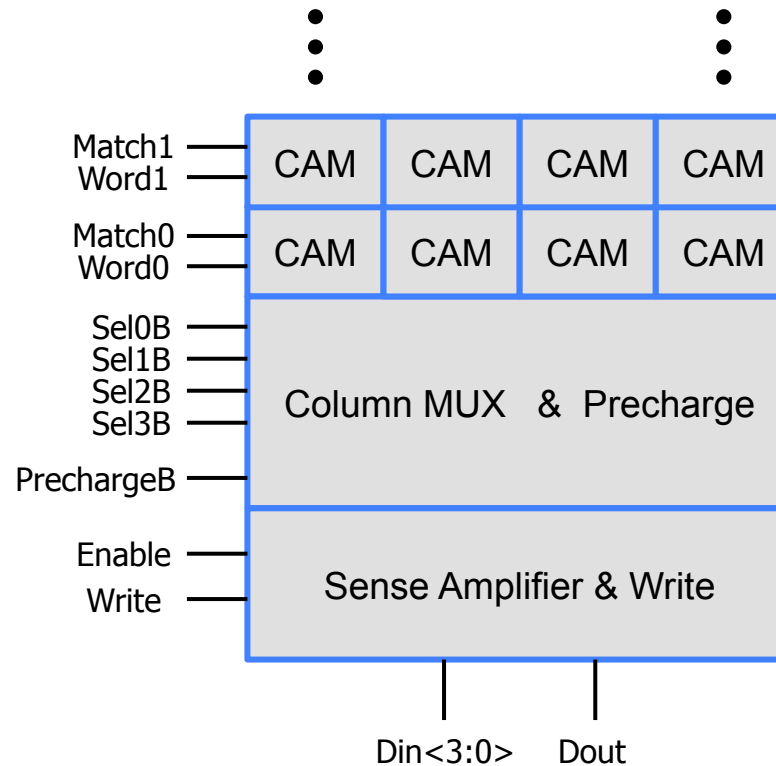 Match1
Word1
CAM CAM CAM CAM
Match0
Word0
CAM CAM CAM CAM
Sel0B
Sel1B
Sel2B
Sel3B
Column MUX & Precharge
PrechargeB
Enable
Write
Sense Amplifier & Write
Din<3:0> Dout